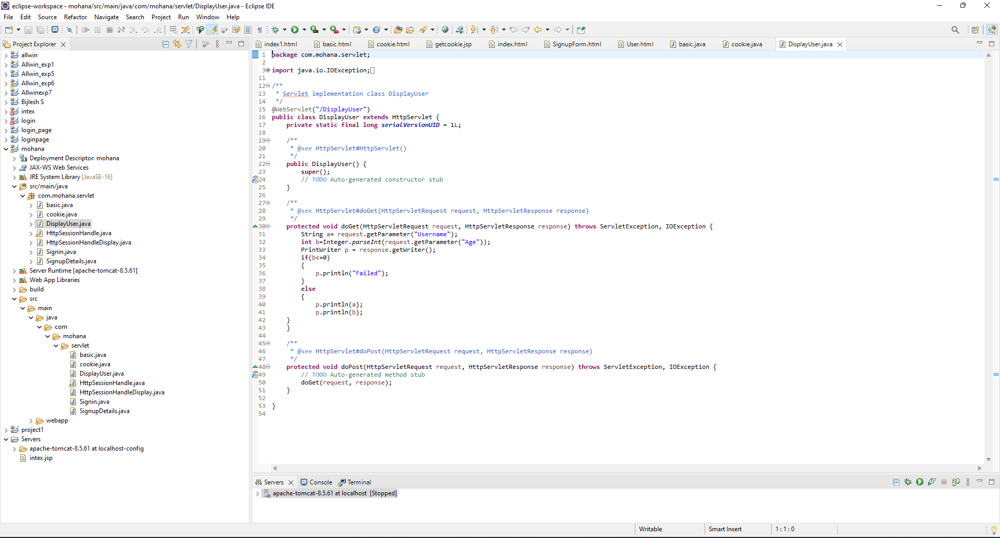 eclipse-workspace - mohana/src/main/java/com/mohana/servlet/DisplayUser.java - Eclipse IDE
File Edit Source Refactor Navigate Search Project Run Window Help
Project Explorer
allwin
Allwin_exp1
Allwin_exp5
Allwin_exp6
Allwinexp7
Bijlesh S
intex
login
login_page
loginpage
mohana
Deployment Descriptor: mohana
JAX-WS Web Services
JRE System Library [JavaSE-16]
src/main/java
com.mohana.servlet
basic.java
cookie.java
DisplayUser.java
HttpSessionHandle.java
HttpSessionHandleDisplay.java
Signin.java
SignupDetails.java
Server Runtime [apache-tomcat-8.5.61]
Web App Libraries
build
src
main
java
com
mohana
servlet
basic.java
cookie.java
DisplayUser.java
HttpSessionHandle.java
HttpSessionHandleDisplay.java
Signin.java
SignupDetails.java
webapp
project1
Servers
apache-tomcat-8.5.61 at localhost-config
intex.jsp
index1.html basic.html cookie.html getcookie.jsp index.html SignupForm.html User.html basic.java cookie.java DisplayUser.java
1 package com.mohana.servlet;
2
3 import java.io.IOException;
11
12 /**
13 * Servlet implementation class DisplayUser
14 */
15 @WebServlet("/DisplayUser")
16 public class DisplayUser extends HttpServlet {
17 private static final long serialVersionUID = 1L;
18
19 /**
20 * @see HttpServlet#HttpServlet()
21 */
22 public DisplayUser() {
23 super();
24 // TODO Auto-generated constructor stub
25 }
26
27 /**
28 * @see HttpServlet#doGet(HttpServletRequest request, HttpServletResponse response)
29 */
30 protected void doGet(HttpServletRequest request, HttpServletResponse response) throws ServletException, IOException {
31 String a= request.getParameter("Username");
32 int b=Integer.parseInt(request.getParameter("Age"));
33 PrintWriter p = response.getWriter();
34 if(b<=0)
35 {
36 p.println("Failed");
37 }
38 else
39 {
40 p.println(a);
41 p.println(b);
42 }
43 }
44
45 /**
46 * @see HttpServlet#doPost(HttpServletRequest request, HttpServletResponse response)
47 */
48 protected void doPost(HttpServletRequest request, HttpServletResponse response) throws ServletException, IOException {
49 // TODO Auto-generated method stub
50 doGet(request, response);
51 }
52
53 }
54
Servers Console Terminal
apache-tomcat-8.5.61 at localhost [Stopped]
Writable Smart Insert 1 : 1 : 0